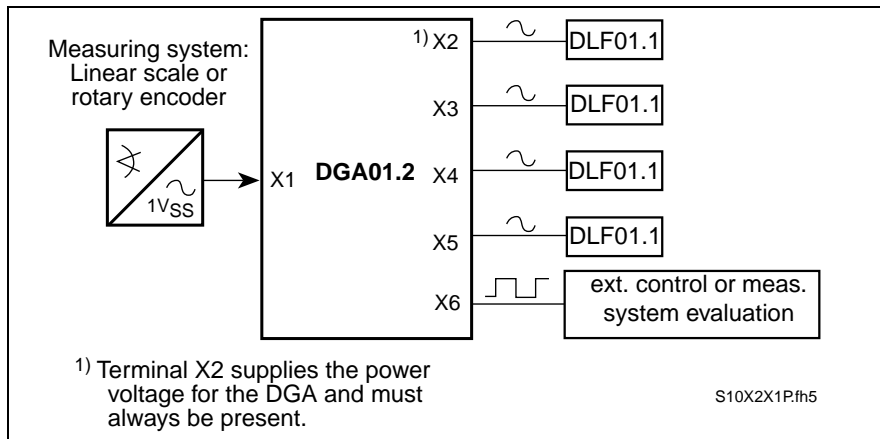 Measuring system:
Linear scale or
rotary encoder
1VSS
X1
DGA01.2
1) X2
DLF01.1
X3
DLF01.1
X4
DLF01.1
X5
DLF01.1
X6
ext. control or meas.
system evaluation
1) Terminal X2 supplies the power
voltage for the DGA and must
always be present.
S10X2X1P.fh5